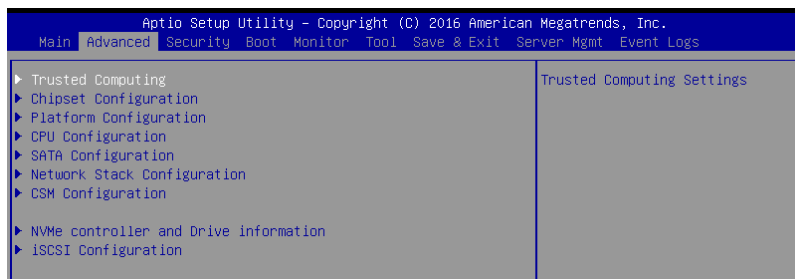 Aptio Setup Utility – Copyright (C) 2016 American Megatrends, Inc.
Main Advanced Security Boot Monitor Tool Save & Exit Server Mgmt Event Logs
Trusted Computing
Chipset Configuration
Platform Configuration
CPU Configuration
SATA Configuration
Network Stack Configuration
CSM Configuration
NVMe controller and Drive information
iSCSI Configuration
Trusted Computing Settings